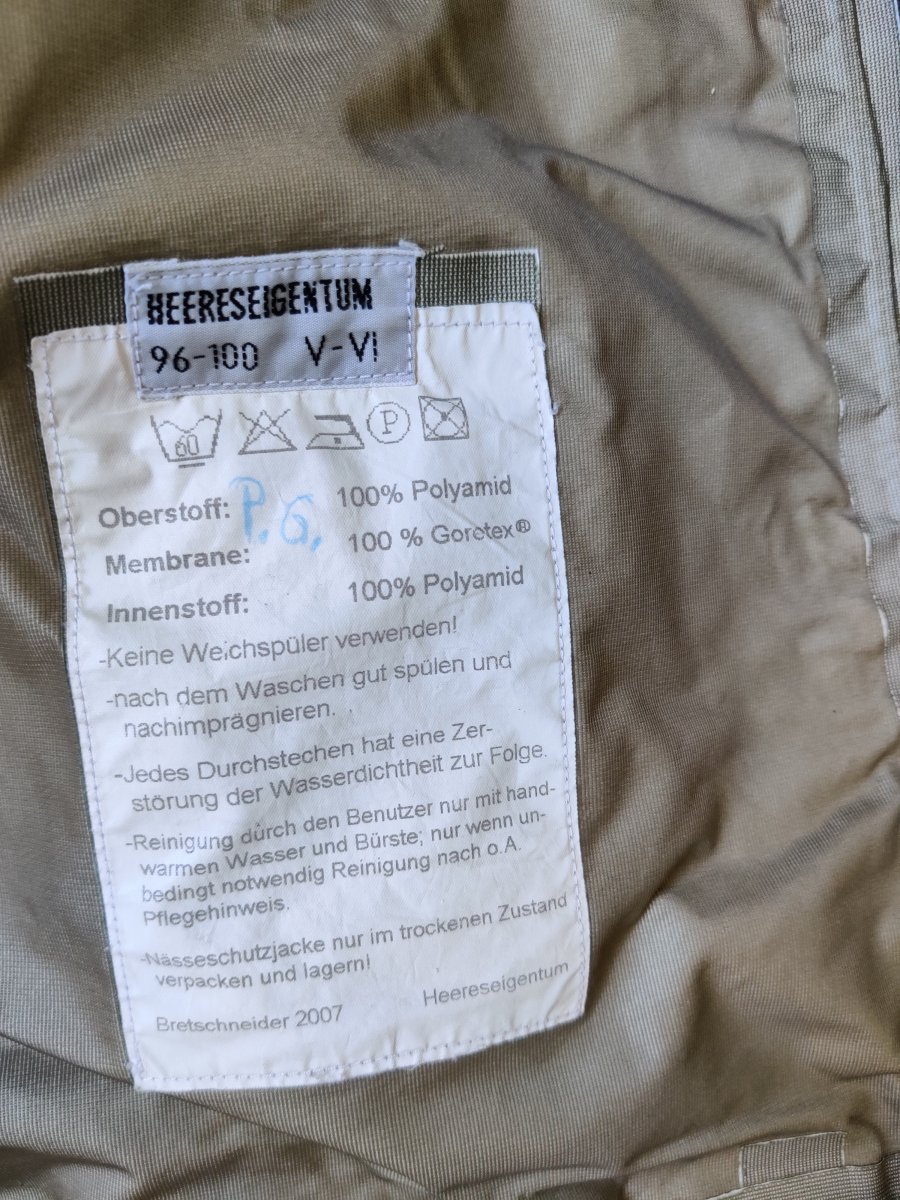 HEERESEIGENTUM
96-100 V-VI
60 P
Oberstoff: P.G. 100% Polyamid
Membrane: 100 % Goretex®
Innenstoff: 100% Polyamid
-Keine Weichspüler verwenden!
-nach dem Waschen gut spülen und
nachimprägnieren.
-Jedes Durchstechen hat eine Zer-
störung der Wasserdichtheit zur Folge.
-Reinigung durch den Benutzer nur mit hand-
warmen Wasser und Bürste; nur wenn un-
bedingt notwendig Reinigung nach o.A.
Pflegehinweis.
-Nässeschutzjacke nur im trockenen Zustand
verpacken und lagern!
Bretschneider 2007 Heereseigentum